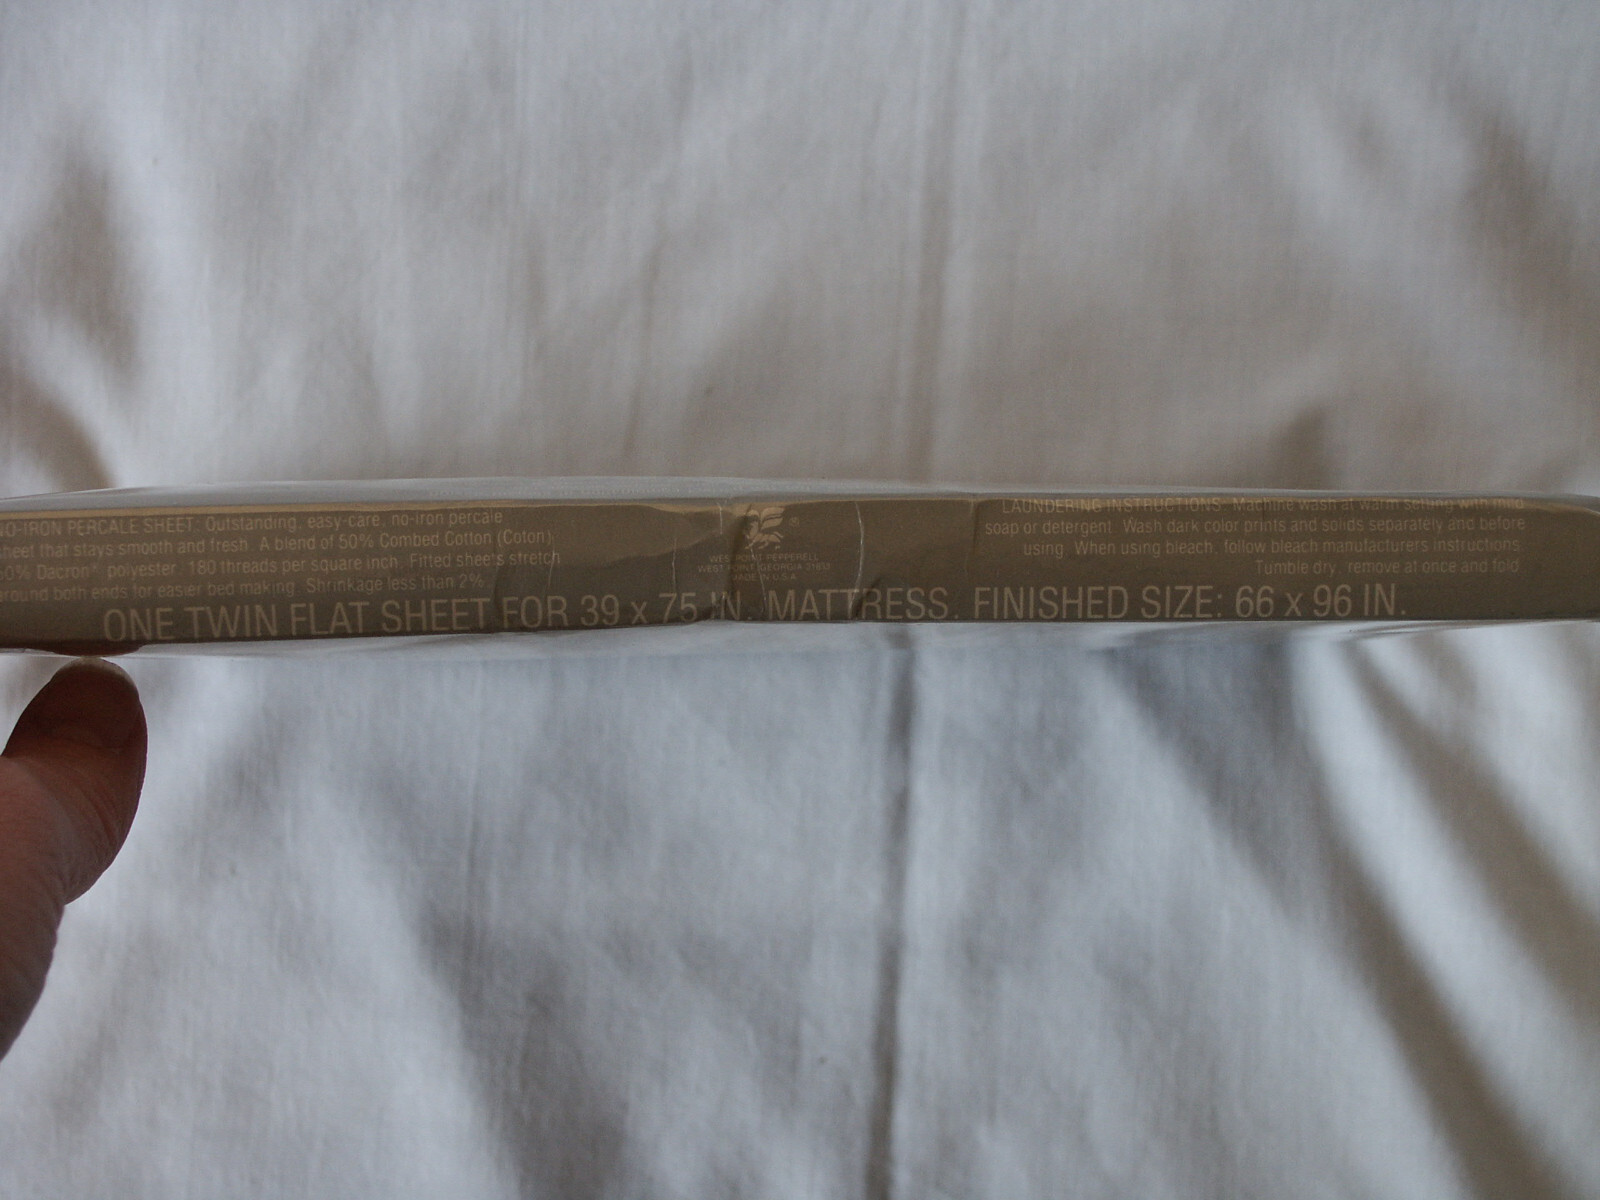 NO-IRON PERCALE SHEET. Outstanding, easy-care, no-iron percale
sheet that stays smooth and fresh. A blend of 50% Combed Cotton (Coton)
50% Dacron* polyester. 180 threads per square inch. Fitted sheets stretch
around both ends for easier bed making. Shrinkage less than 2%.
®
WEST POINT PEPPERELL
WEST POINT, GEORGIA 31833
MADE IN U.S.A.
LAUNDERING INSTRUCTIONS: Machine wash at warm setting with mild
soap or detergent. Wash dark color prints and solids separately and before
using. When using bleach, follow bleach manufacturers instructions.
Tumble dry, remove at once and fold.
ONE TWIN FLAT SHEET FOR 39 x 75 IN. MATTRESS. FINISHED SIZE: 66 x 96 IN.